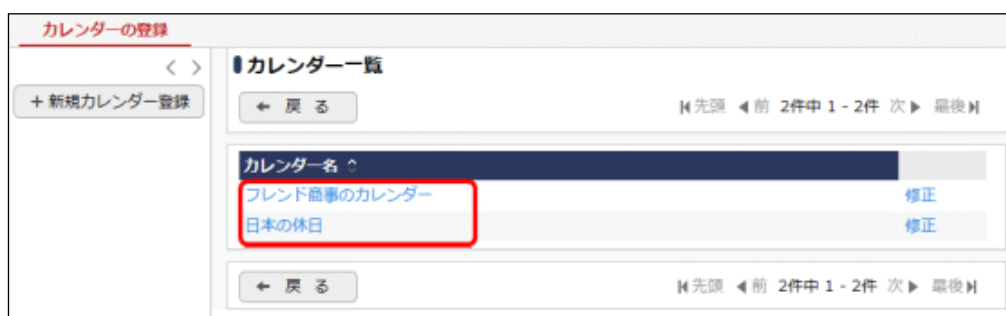 カレンダーの登録
< >
+ 新規カレンダー登録
カレンダー一覧
← 戻る
先頭 ◀前 2件中 1 - 2件 次▶ 最後
カレンダー名
フレンド商事のカレンダー 修正
日本の休日 修正
← 戻る
先頭 ◀前 2件中 1 - 2件 次▶ 最後